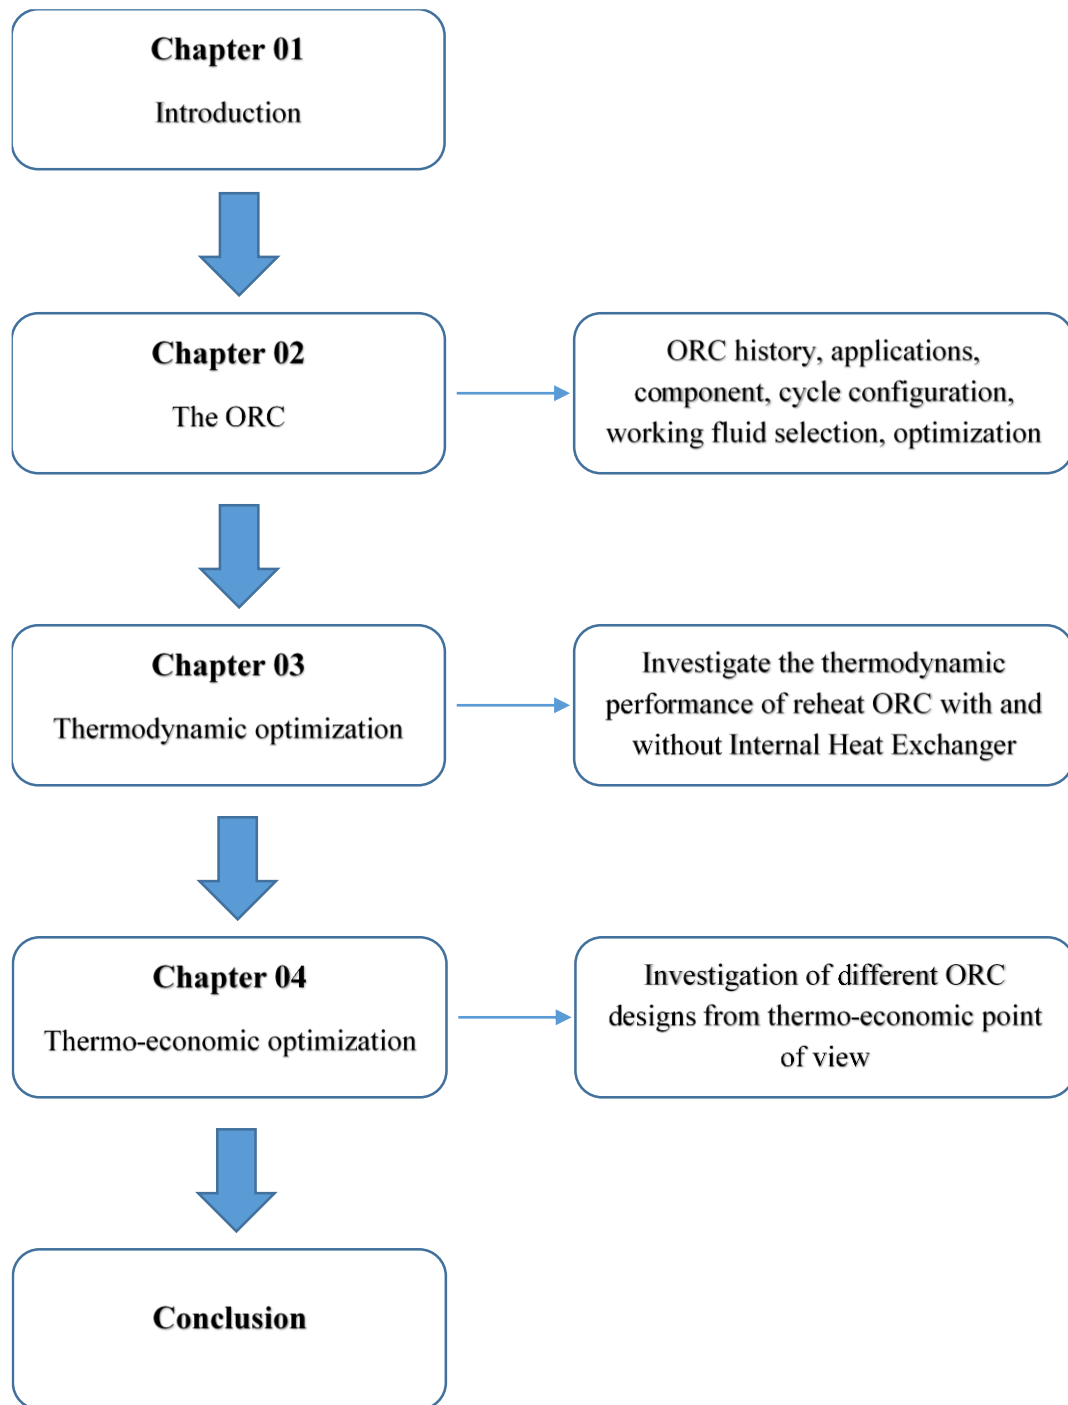 Chapter 01
Introduction
Chapter 02
The ORC
ORC history, applications,
component, cycle configuration,
working fluid selection, optimization
Chapter 03
Thermodynamic optimization
Investigate the thermodynamic
performance of reheat ORC with and
without Internal Heat Exchanger
Chapter 04
Thermo-economic optimization
Investigation of different ORC
designs from thermo-economic point
of view
Conclusion